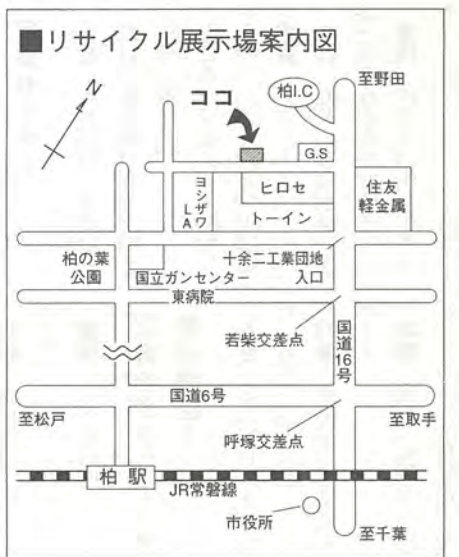 ■リサイクル展示場案内図
N
ココ
柏I.C
至野田
G.S
ヨシザワ
LA
ヒロセ
トーイン
住友
軽金属
柏の葉
公園
国立ガンセンター
東病院
十余二工業団地
入口
若柴交差点
国道16号
国道6号
至松戸
至取手
呼塚交差点
柏駅
JR常磐線
市役所
至千葉